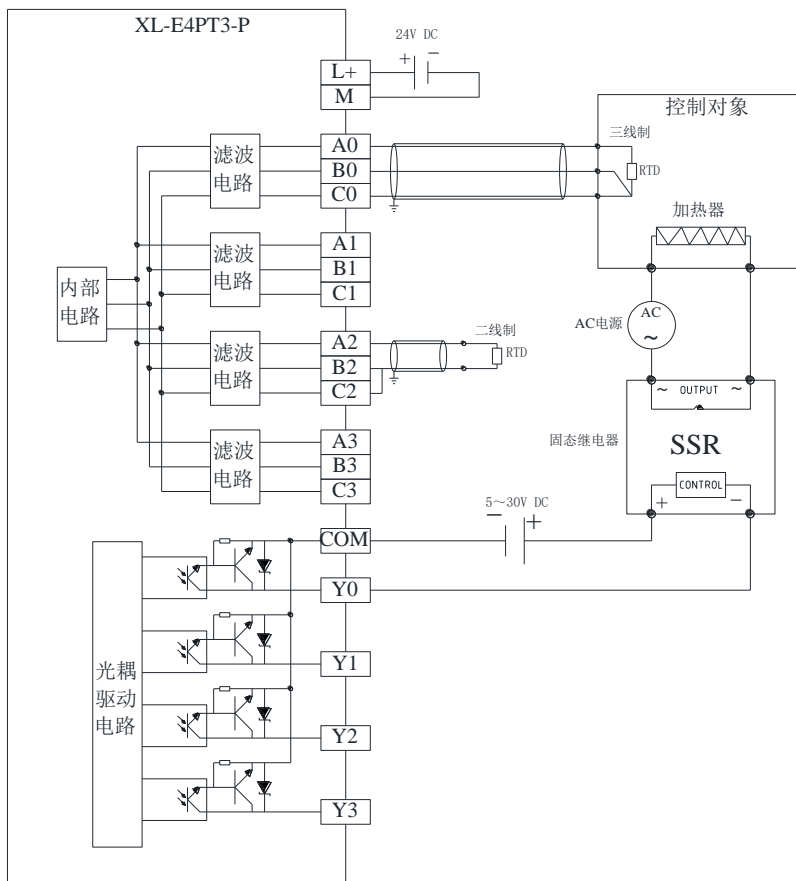 XL-E4PT3-P
24V DC
+ −
L+
M
控制对象
三线制
滤波
电路
A0
B0
C0
RTD
加热器
滤波
电路
A1
B1
C1
内部
电路
AC
~
AC电源
二线制
滤波
电路
A2
B2
C2
RTD
~ OUTPUT ~
固态继电器
SSR
滤波
电路
A3
B3
C3
CONTROL
+ −
5～30V DC
− +
COM
Y0
光耦
驱动
电路
Y1
Y2
Y3